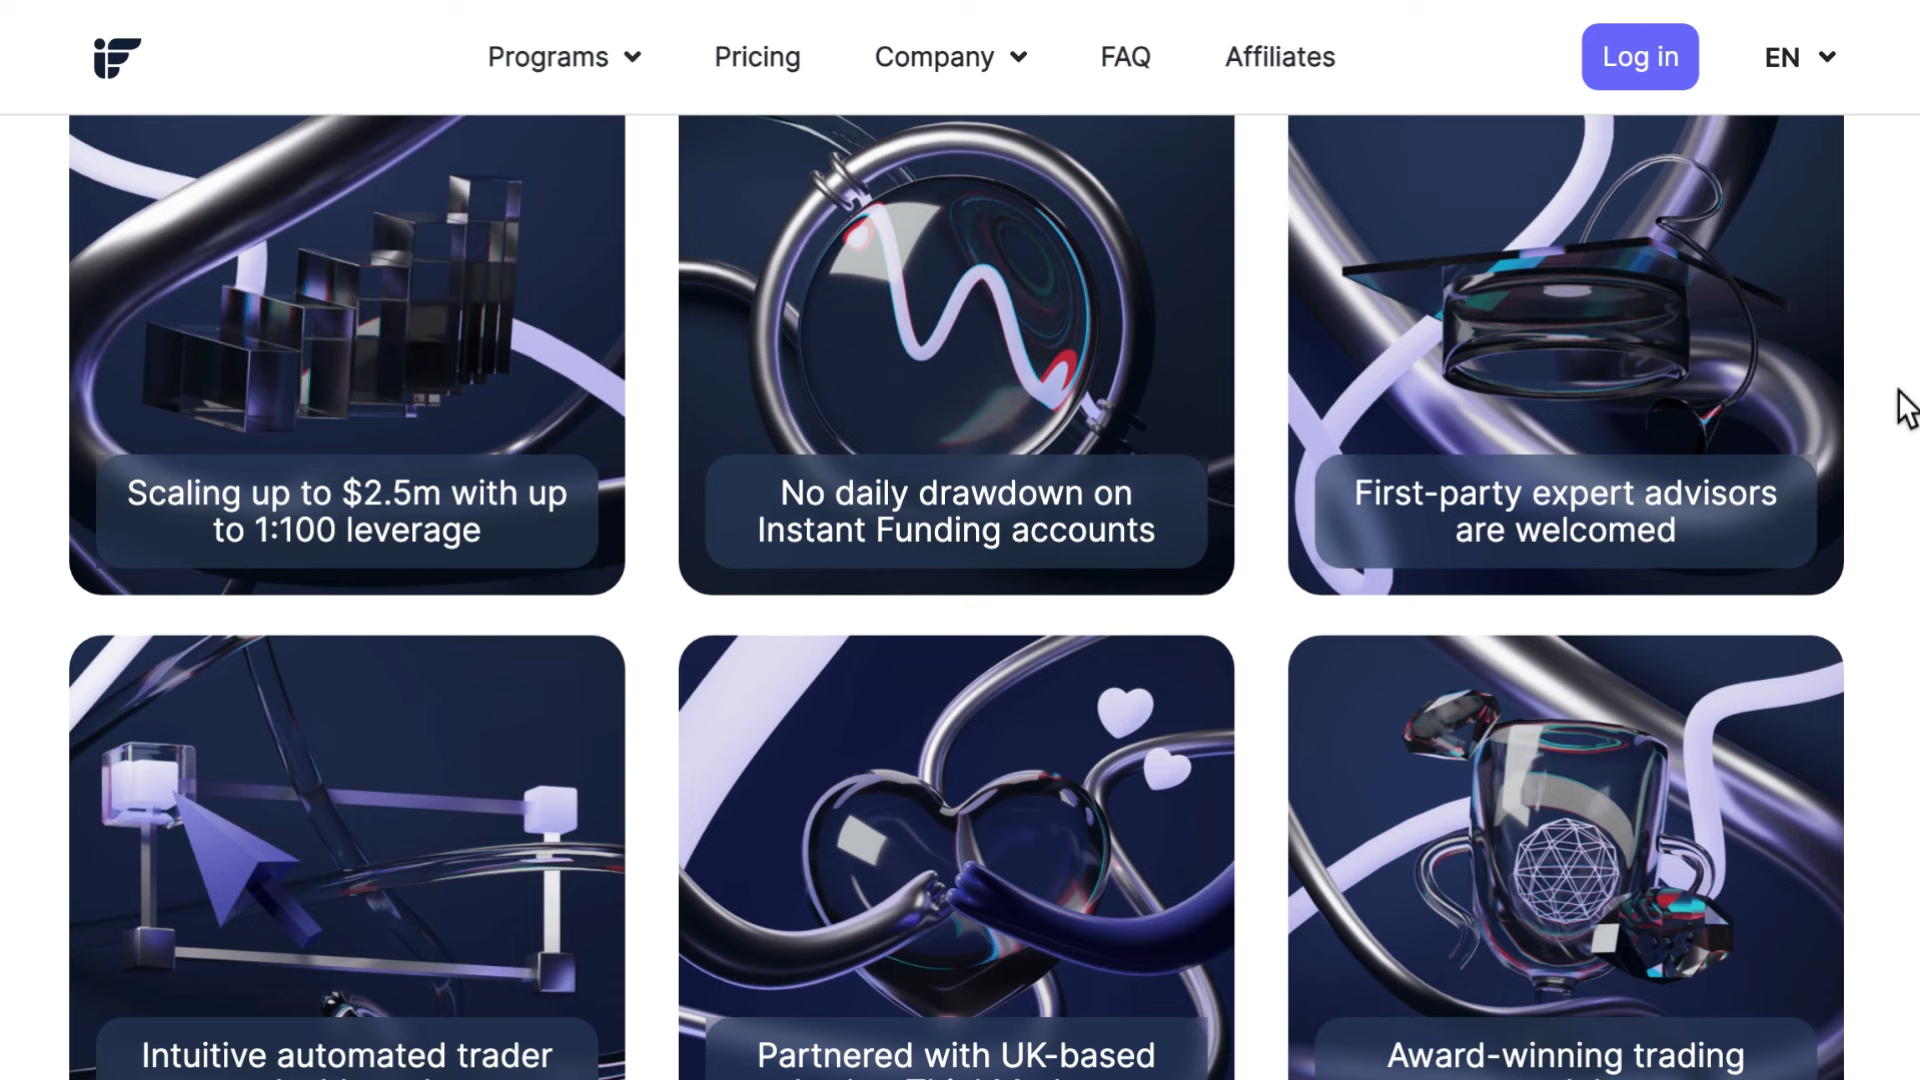 Programs
Pricing
Company
FAQ
Affiliates
Log in
EN
Scaling up to $2.5m with up
to 1:100 leverage
No daily drawdown on
Instant Funding accounts
First-party expert advisors
are welcomed
Intuitive automated trader
Partnered with UK-based
Award-winning trading